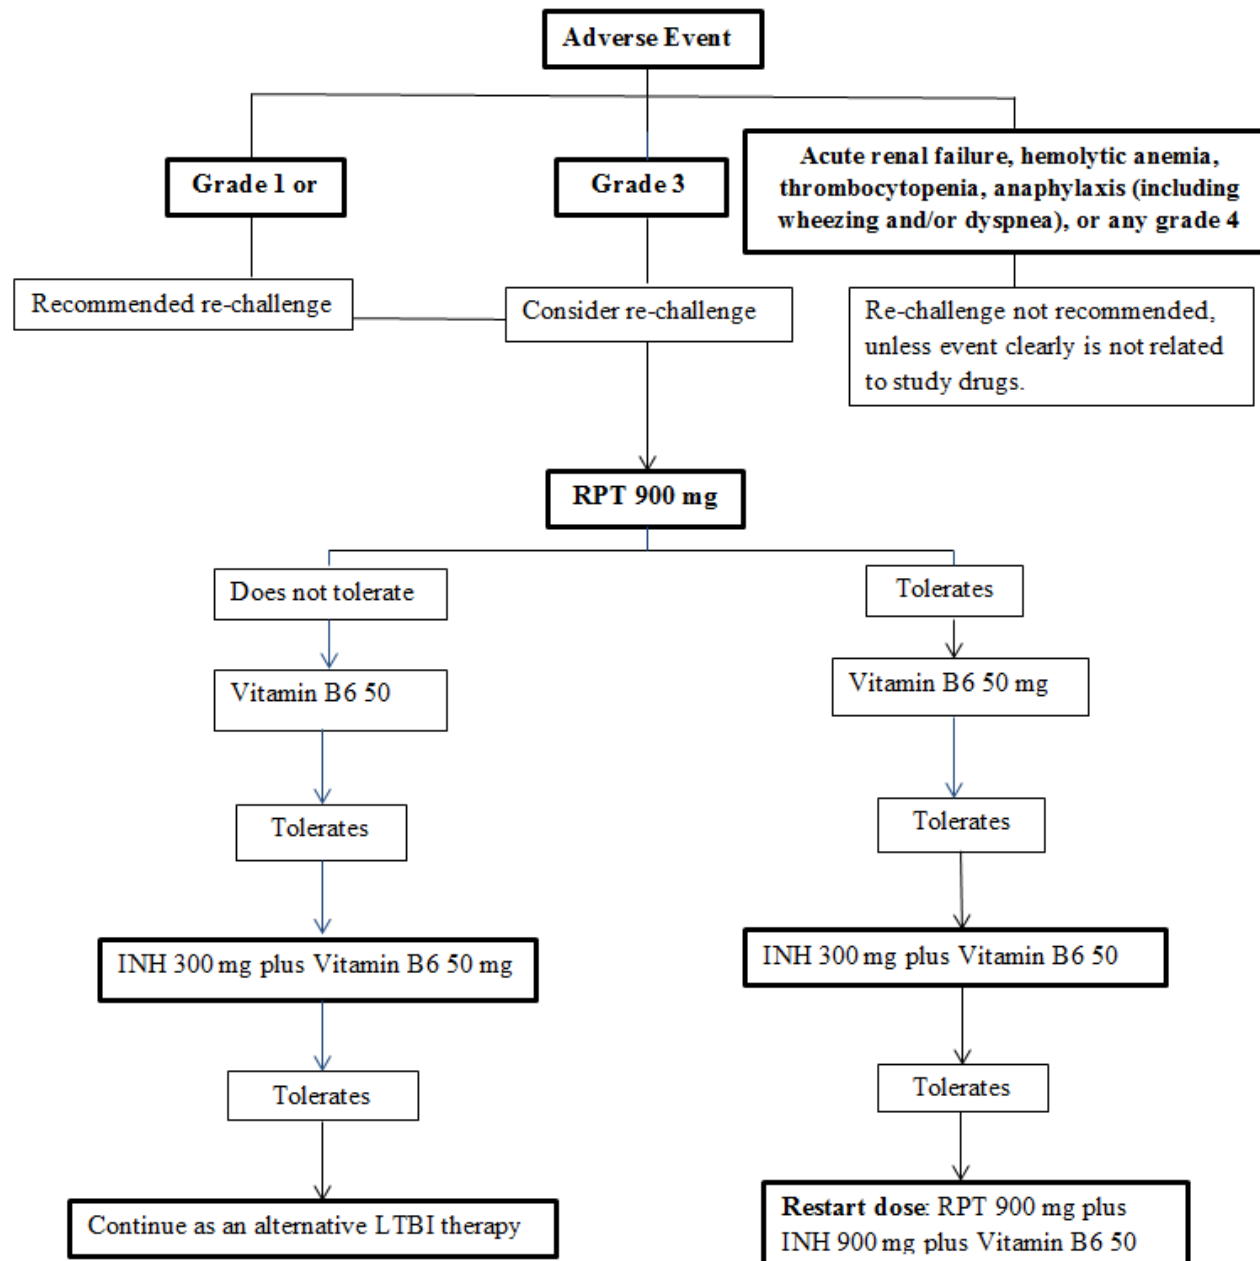 Adverse Event
Grade 1 or
Grade 3
Acute renal failure, hemolytic anemia,
thrombocytopenia, anaphylaxis (including
wheezing and/or dyspnea), or any grade 4
Recommended re-challenge
Consider re-challenge
Re-challenge not recommended,
unless event clearly is not related
to study drugs.
RPT 900 mg
Does not tolerate
Tolerates
Vitamin B6 50
Vitamin B6 50 mg
Tolerates
Tolerates
INH 300 mg plus Vitamin B6 50 mg
INH 300 mg plus Vitamin B6 50
Tolerates
Tolerates
Continue as an alternative LTBI therapy
Restart dose: RPT 900 mg plus
INH 900 mg plus Vitamin B6 50